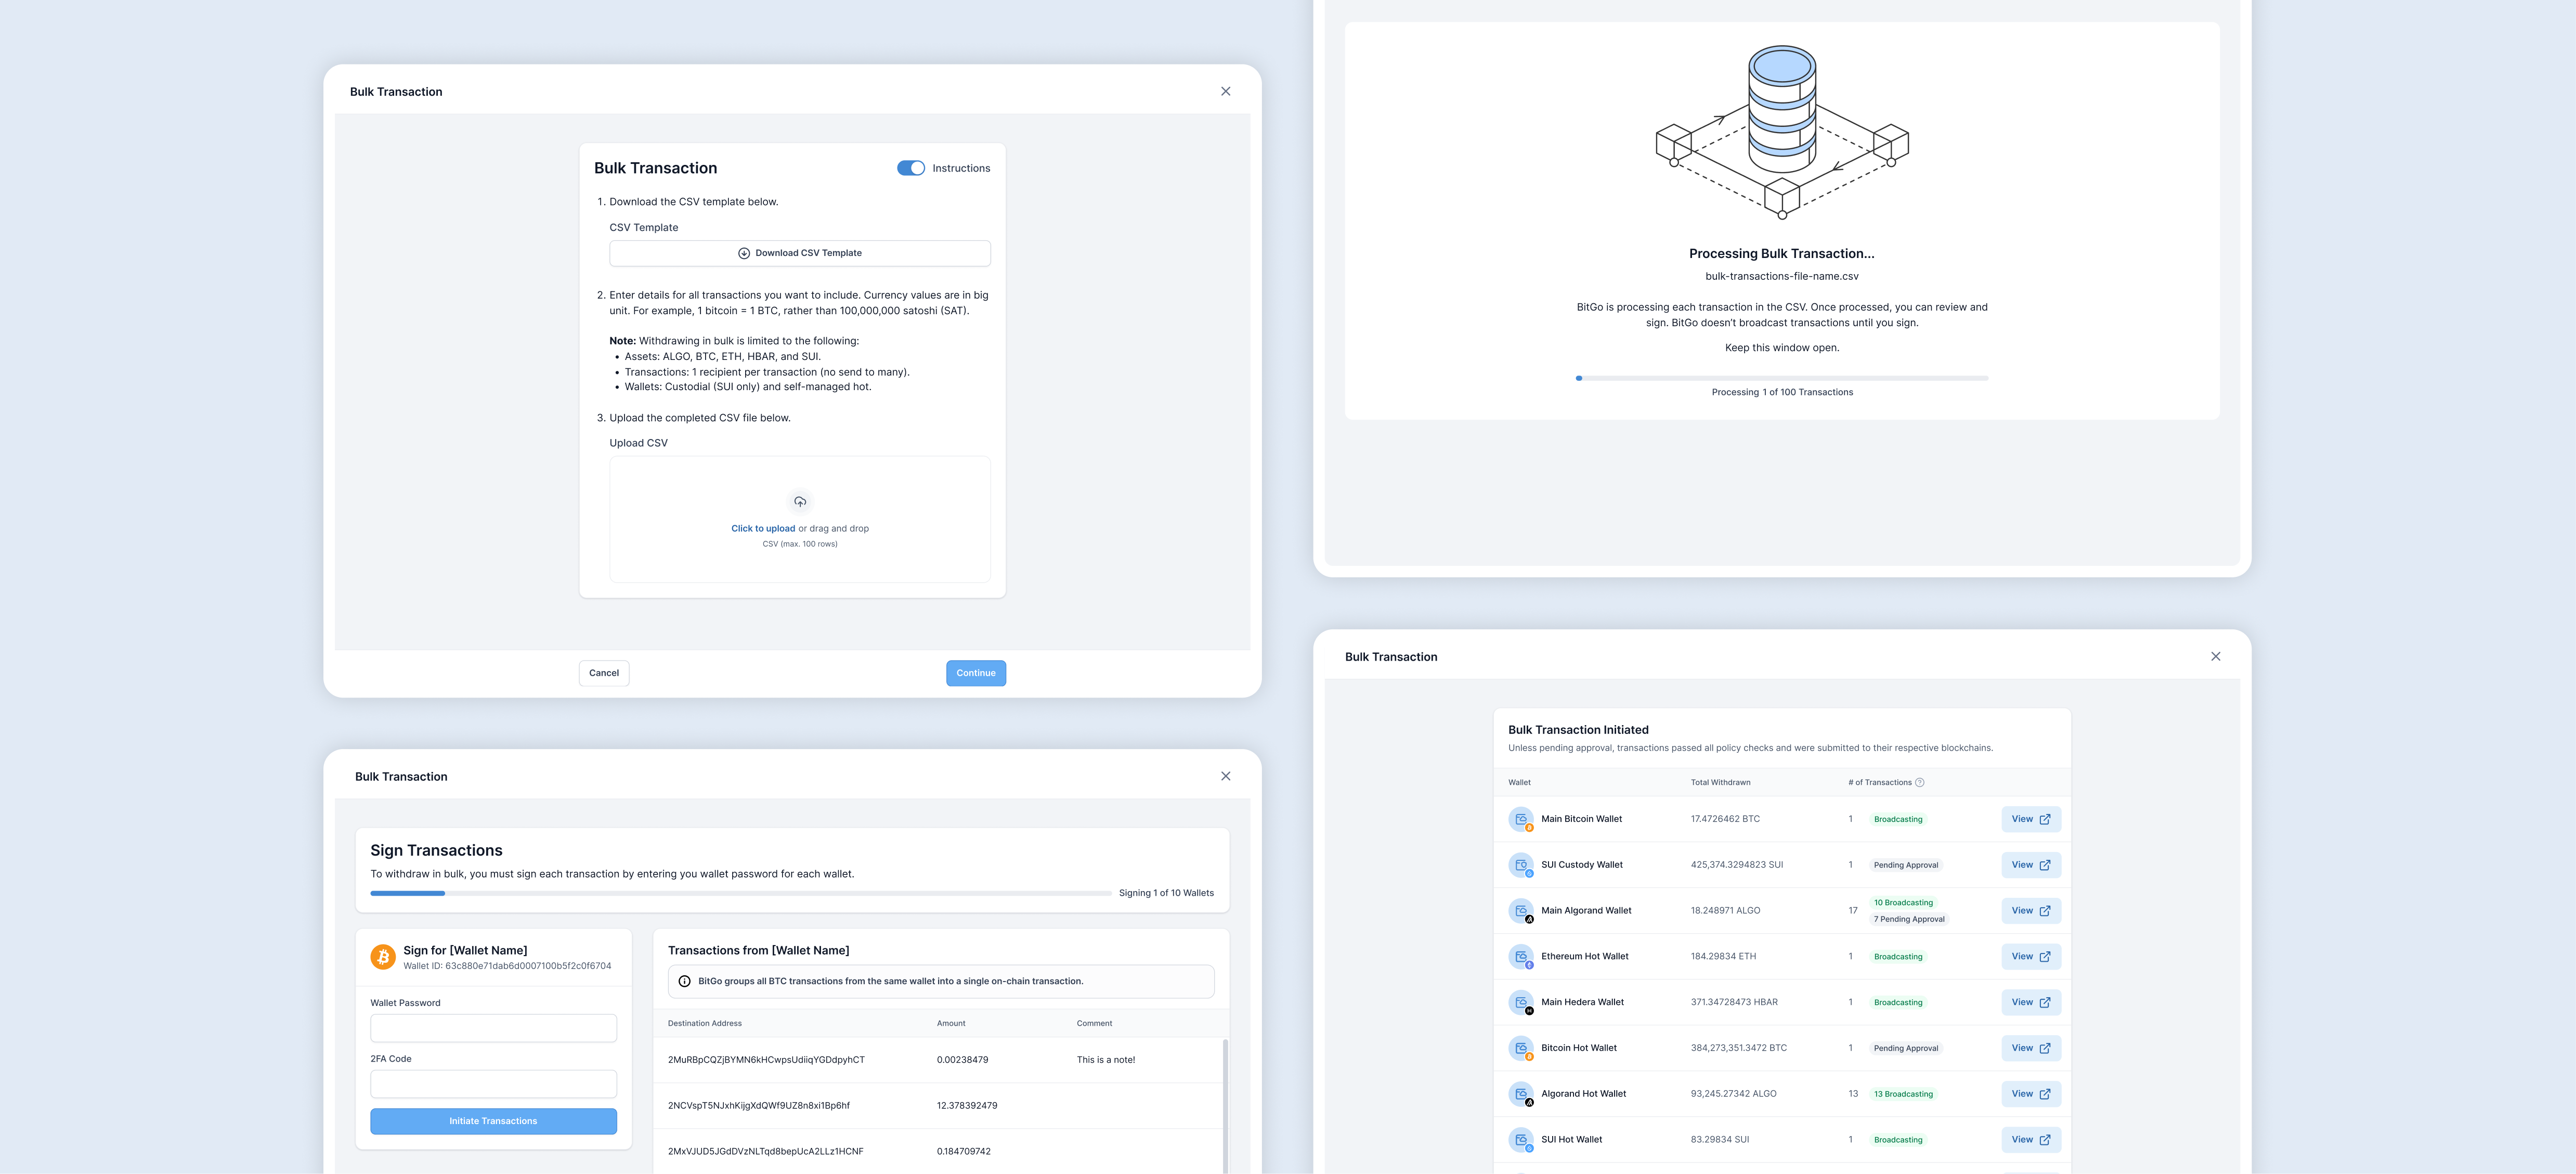 Bulk Transaction
Bulk Transaction
Instructions
1. Download the CSV template below.
CSV Template
Download CSV Template
2. Enter details for all transactions you want to include. Currency values are in big
unit. For example, 1 bitcoin = 1 BTC, rather than 100,000,000 satoshi (SAT).
Note: Withdrawing in bulk is limited to the following:
• Assets: ALGO, BTC, ETH, HBAR, and SUI.
• Transactions: 1 recipient per transaction (no send to many).
• Wallets: Custodial (SUI only) and self-managed hot.
3. Upload the completed CSV file below.
Upload CSV
Click to upload or drag and drop
CSV (max. 100 rows)
Cancel
Continue
Processing Bulk Transaction...
bulk-transactions-file-name.csv
BitGo is processing each transaction in the CSV. Once processed, you can review and
sign. BitGo doesn't broadcast transactions until you sign.
Keep this window open.
Processing 1 of 100 Transactions
Bulk Transaction
Sign Transactions
To withdraw in bulk, you must sign each transaction by entering you wallet password for each wallet.
Signing 1 of 10 Wallets
Sign for [Wallet Name]
Wallet ID: 63c880e71dab6d0007100b5f2c0f6704
Wallet Password
2FA Code
Initiate Transactions
Transactions from [Wallet Name]
BitGo groups all BTC transactions from the same wallet into a single on-chain transaction.
Destination Address Amount Comment
2MuRBpCQZjBYMN6kHCwpsUdiiqYGDdpyhCT 0.00238479 This is a note!
2NCVspT5NJxhKijgXdQWf9UZ8n8xi1Bp6hf 12.378392479
2MxVJUD5JGdDVzNLTqd8bepUcA2LLz1HCNF 0.184709742
Bulk Transaction
Bulk Transaction Initiated
Unless pending approval, transactions passed all policy checks and were submitted to their respective blockchains.
Wallet Total Withdrawn # of Transactions
Main Bitcoin Wallet 17.4726462 BTC 1 Broadcasting View
SUI Custody Wallet 425,374.3294823 SUI 1 Pending Approval View
Main Algorand Wallet 18.248971 ALGO 17 10 Broadcasting 7 Pending Approval View
Ethereum Hot Wallet 184.29834 ETH 1 Broadcasting View
Main Hedera Wallet 371.34728473 HBAR 1 Broadcasting View
Bitcoin Hot Wallet 384,273,351.3472 BTC 1 Pending Approval View
Algorand Hot Wallet 93,245.27342 ALGO 13 13 Broadcasting View
SUI Hot Wallet 83.29834 SUI 1 Broadcasting View